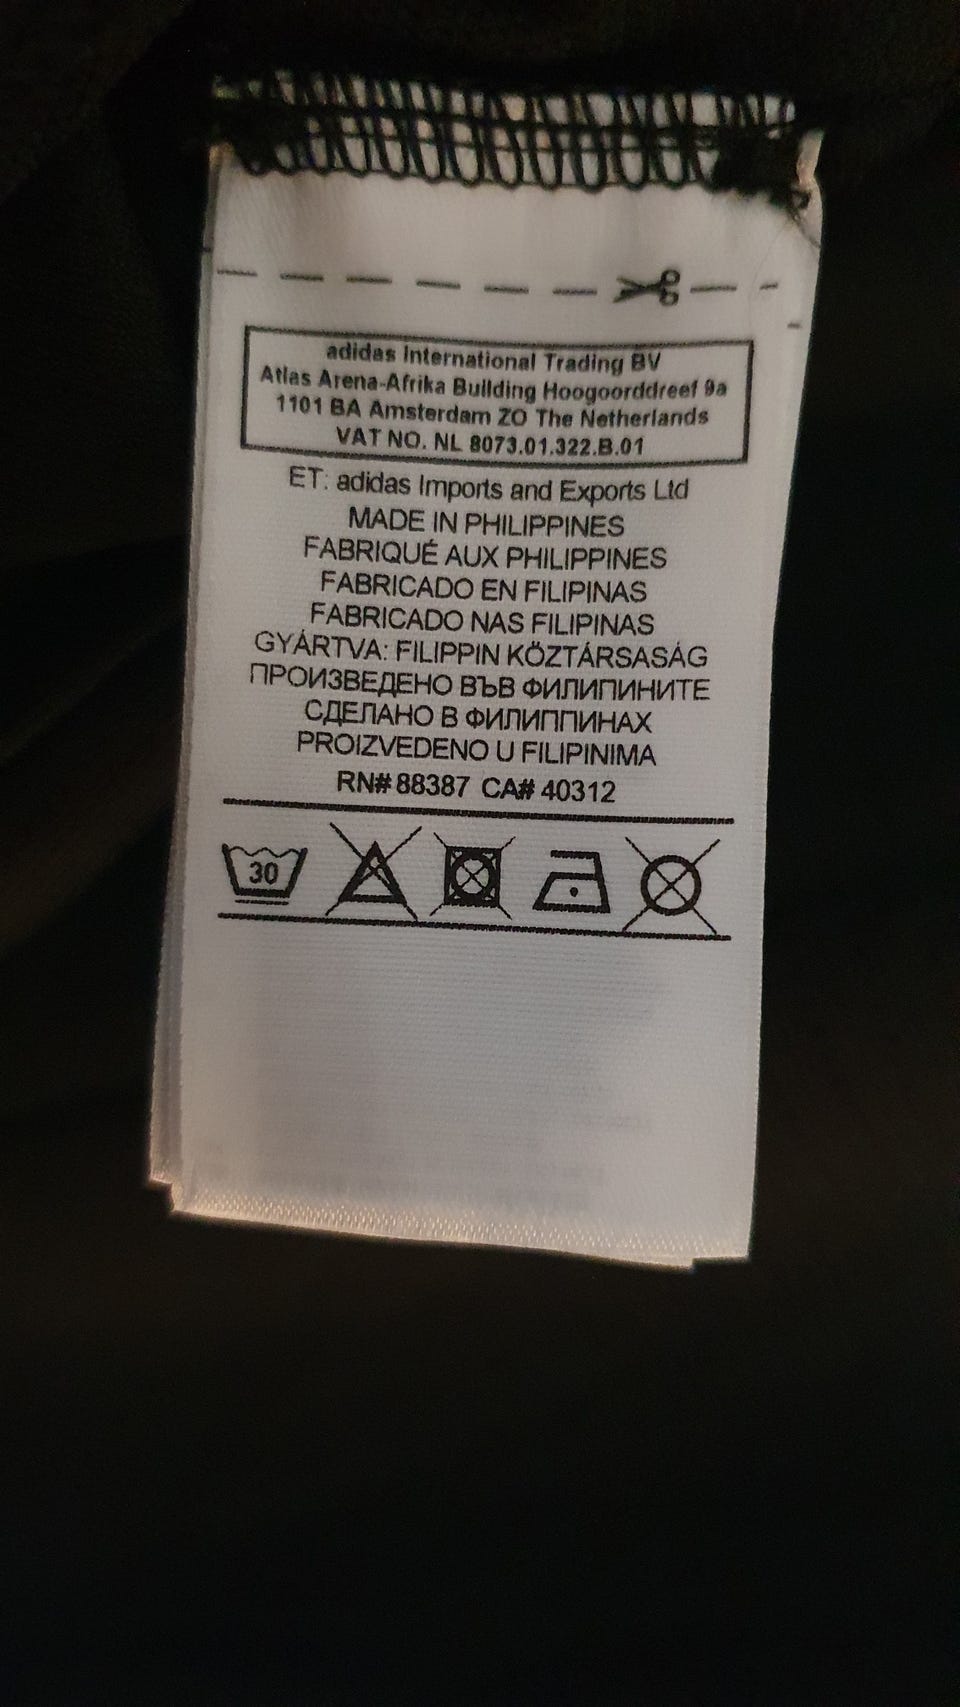 adidas International Trading BV
Atlas Arena-Afrika Building Hoogoorddreef 9a
1101 BA Amsterdam ZO The Netherlands
VAT NO. NL 8073.01.322.B.01
ET: adidas Imports and Exports Ltd
MADE IN PHILIPPINES
FABRIQUÉ AUX PHILIPPINES
FABRICADO EN FILIPINAS
FABRICADO NAS FILIPINAS
GYÁRTVA: FILIPPIN KÖZTÁRSASÁG
ПРОИЗВЕДЕНО ВЪВ ФИЛИПИНИТЕ
СДЕЛАНО В ФИЛИППИНАХ
PROIZVEDENO U FILIPINIMA
RN# 88387 CA# 40312
30